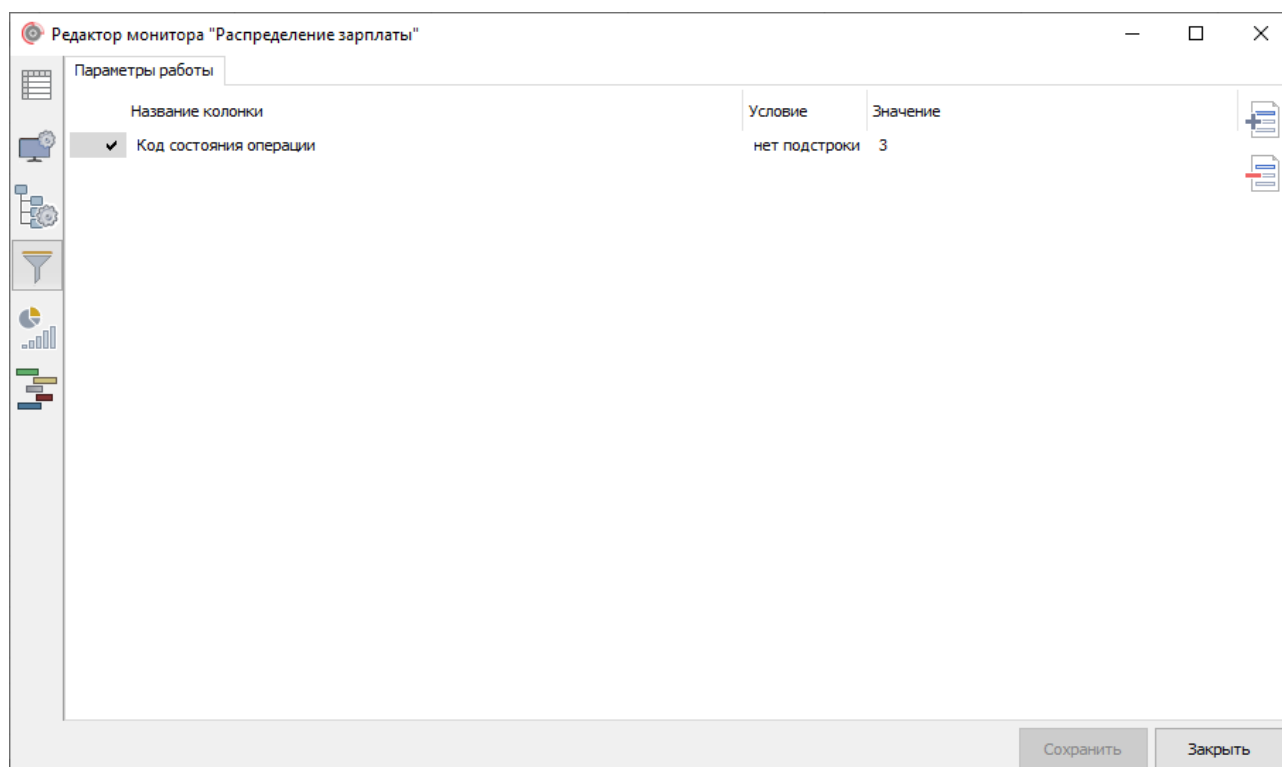 Редактор монитора "Распределение зарплаты"
Параметры работы
Название колонки Условие Значение
Код состояния операции нет подстроки 3
Сохранить Закрыть